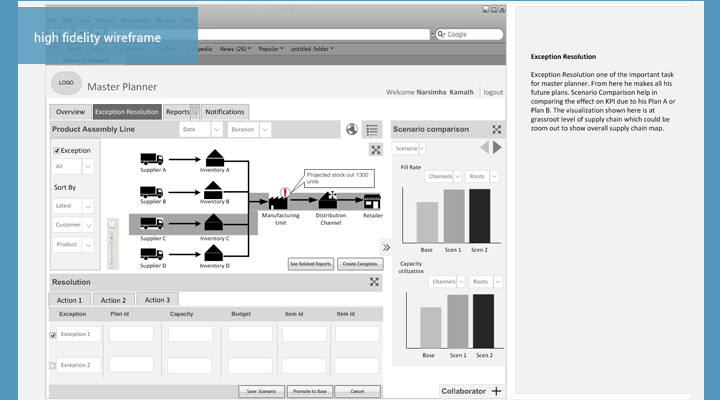 high fidelity wireframe
Google
News (26)
Popular
untitled folder
LOGO
Master Planner
Welcome Narsimha Kamath
logout
Overview
Exception Resolution
Reports
Notifications
Product Assembly Line
Date
Duration
Exception
All
Sort By
Latest
Customer
Product
Supplier A
Inventory A
Supplier B
Inventory B
Supplier C
Inventory C
Supplier D
Inventory D
Projected stock out 1300
units
Manufacturing
Unit
Distribution
Channel
Retailer
See Related Reports
Create Exception
Resolution
Action 1
Action 2
Action 3
Exception
Plan id
Capacity
Budget
Item id
Item id
Exception 1
Exception 2
Save Scenario
Promote to Base
Cancel
Scenario comparison
Scenario
Fill Rate
Channels
Roots
Base
Scen 1
Scen 2
Capacity
utilization
Channels
Roots
Base
Scen 1
Scen 2
Collaborator
Exception Resolution
Exception Resolution one of the important task
for master planner. From here he makes all his
future plans. Scenario Comparison help in
comparing the effect on KPI due to his Plan A or
Plan B. The visualization shown here is at
grassroot level of supply chain which could be
zoom out to show overall supply chain map.